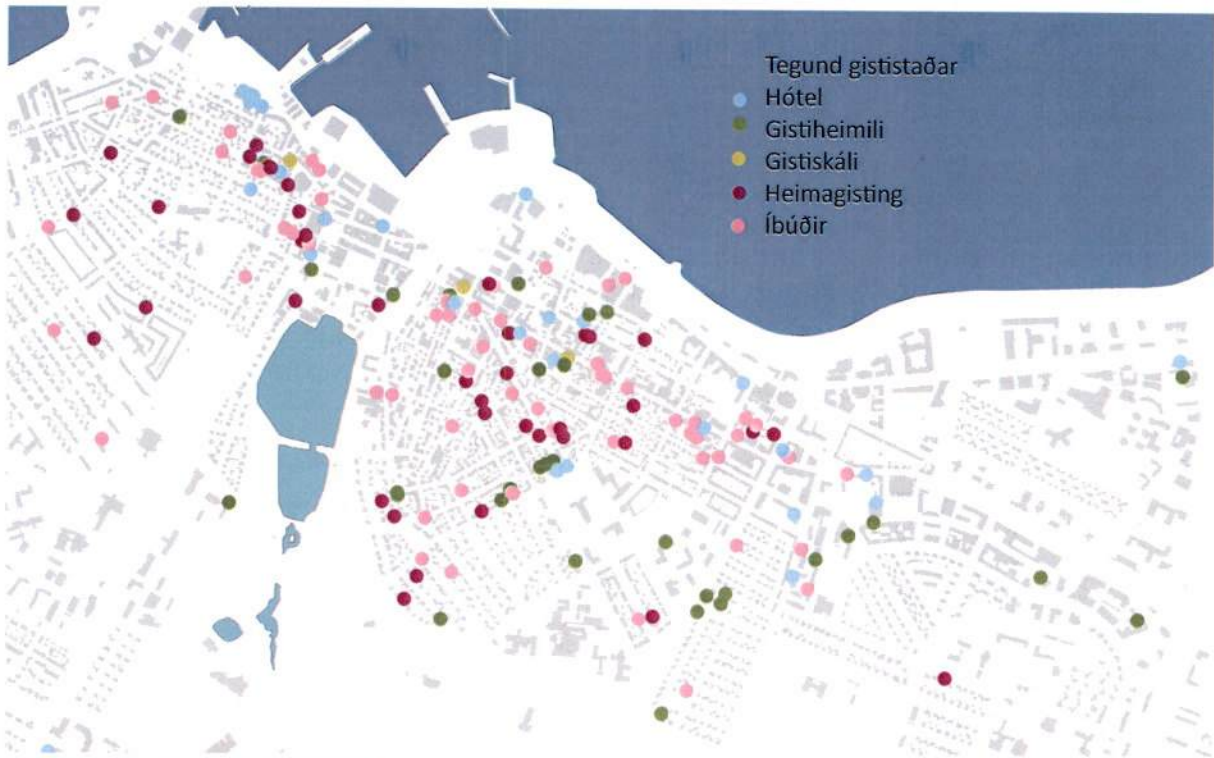 Tegund gististaðar
Hótel
Gistiheimili
Gistiskáli
Heimagisting
Íbúðir